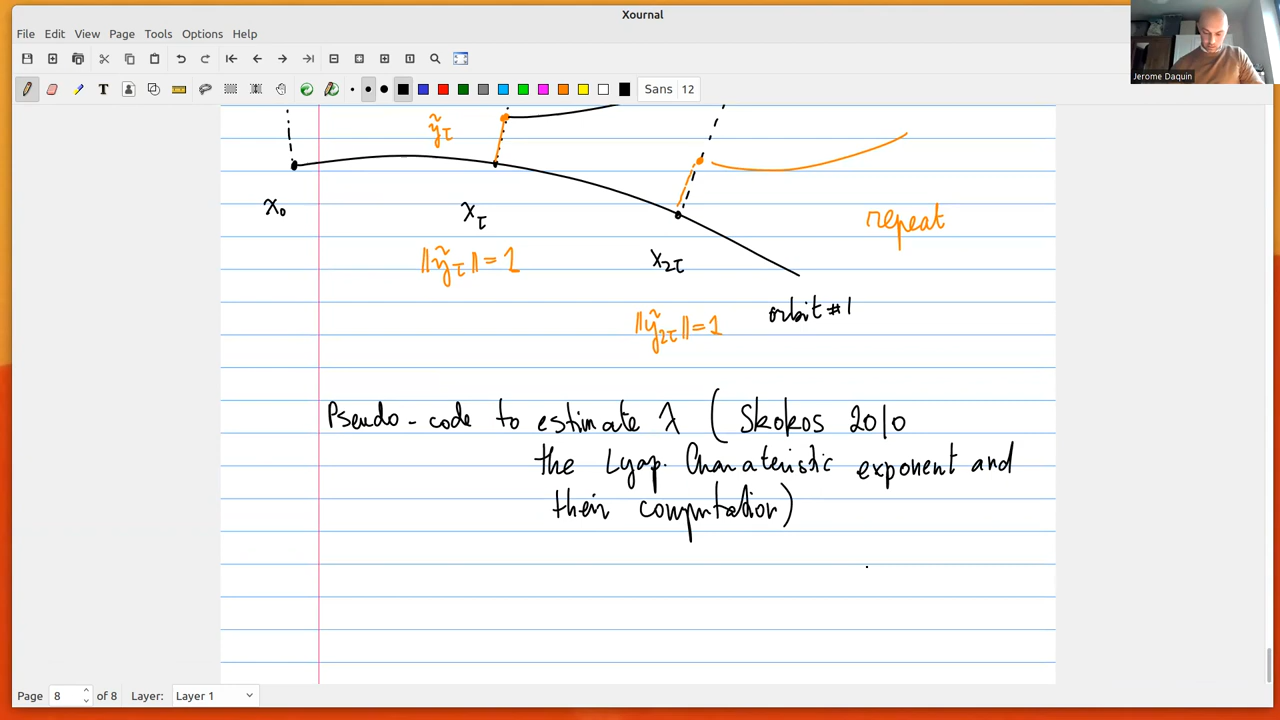 Xournal
File Edit View Page Tools Options Help
Sans 12
Jerome Daquin
ỹτ
x₀
xτ
repeat
‖ỹτ‖ = 1
x₂τ
orbit #1
‖ỹ₂τ‖ = 1
Pseudo-code to estimate λ (Skokos 2010
the Lyap. Charateristic exponent and
their computation)
Page 8 of 8 Layer: Layer 1